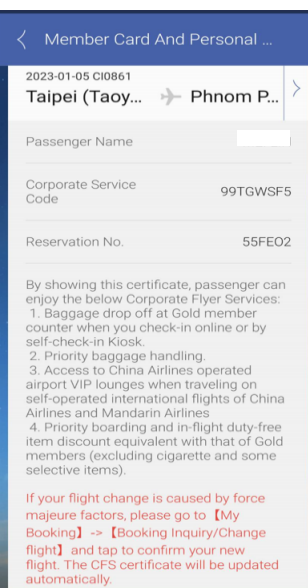 Member Card And Personal ...
2023-01-05 CI0861
Taipei (Taoy... Phnom P...
Passenger Name
Corporate Service
Code
99TGWSF5
Reservation No. 55FEO2
By showing this certificate, passenger can
enjoy the below Corporate Flyer Services:
1. Baggage drop off at Gold member
counter when you check-in online or by
self-check-in Kiosk.
2. Priority baggage handling.
3. Access to China Airlines operated
airport VIP lounges when traveling on
self-operated international flights of China
Airlines and Mandarin Airlines
4. Priority boarding and in-flight duty-free
item discount equivalent with that of Gold
members (excluding cigarette and some
selective items).
If your flight change is caused by force
majeure factors, please go to【My
Booking】->【Booking Inquiry/Change
flight】and tap to confirm your new
flight. The CFS certificate will be updated
automatically.